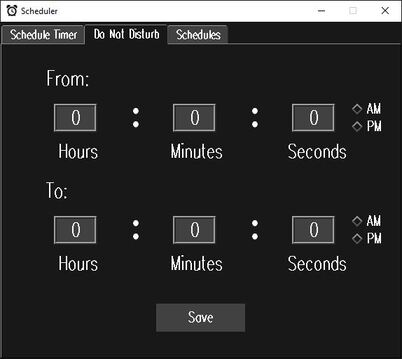 Scheduler
Schedule Timer Do Not Disturb Schedules
From:
0 : 0 : 0 AM
PM
Hours Minutes Seconds
To:
0 : 0 : 0 AM
PM
Hours Minutes Seconds
Save